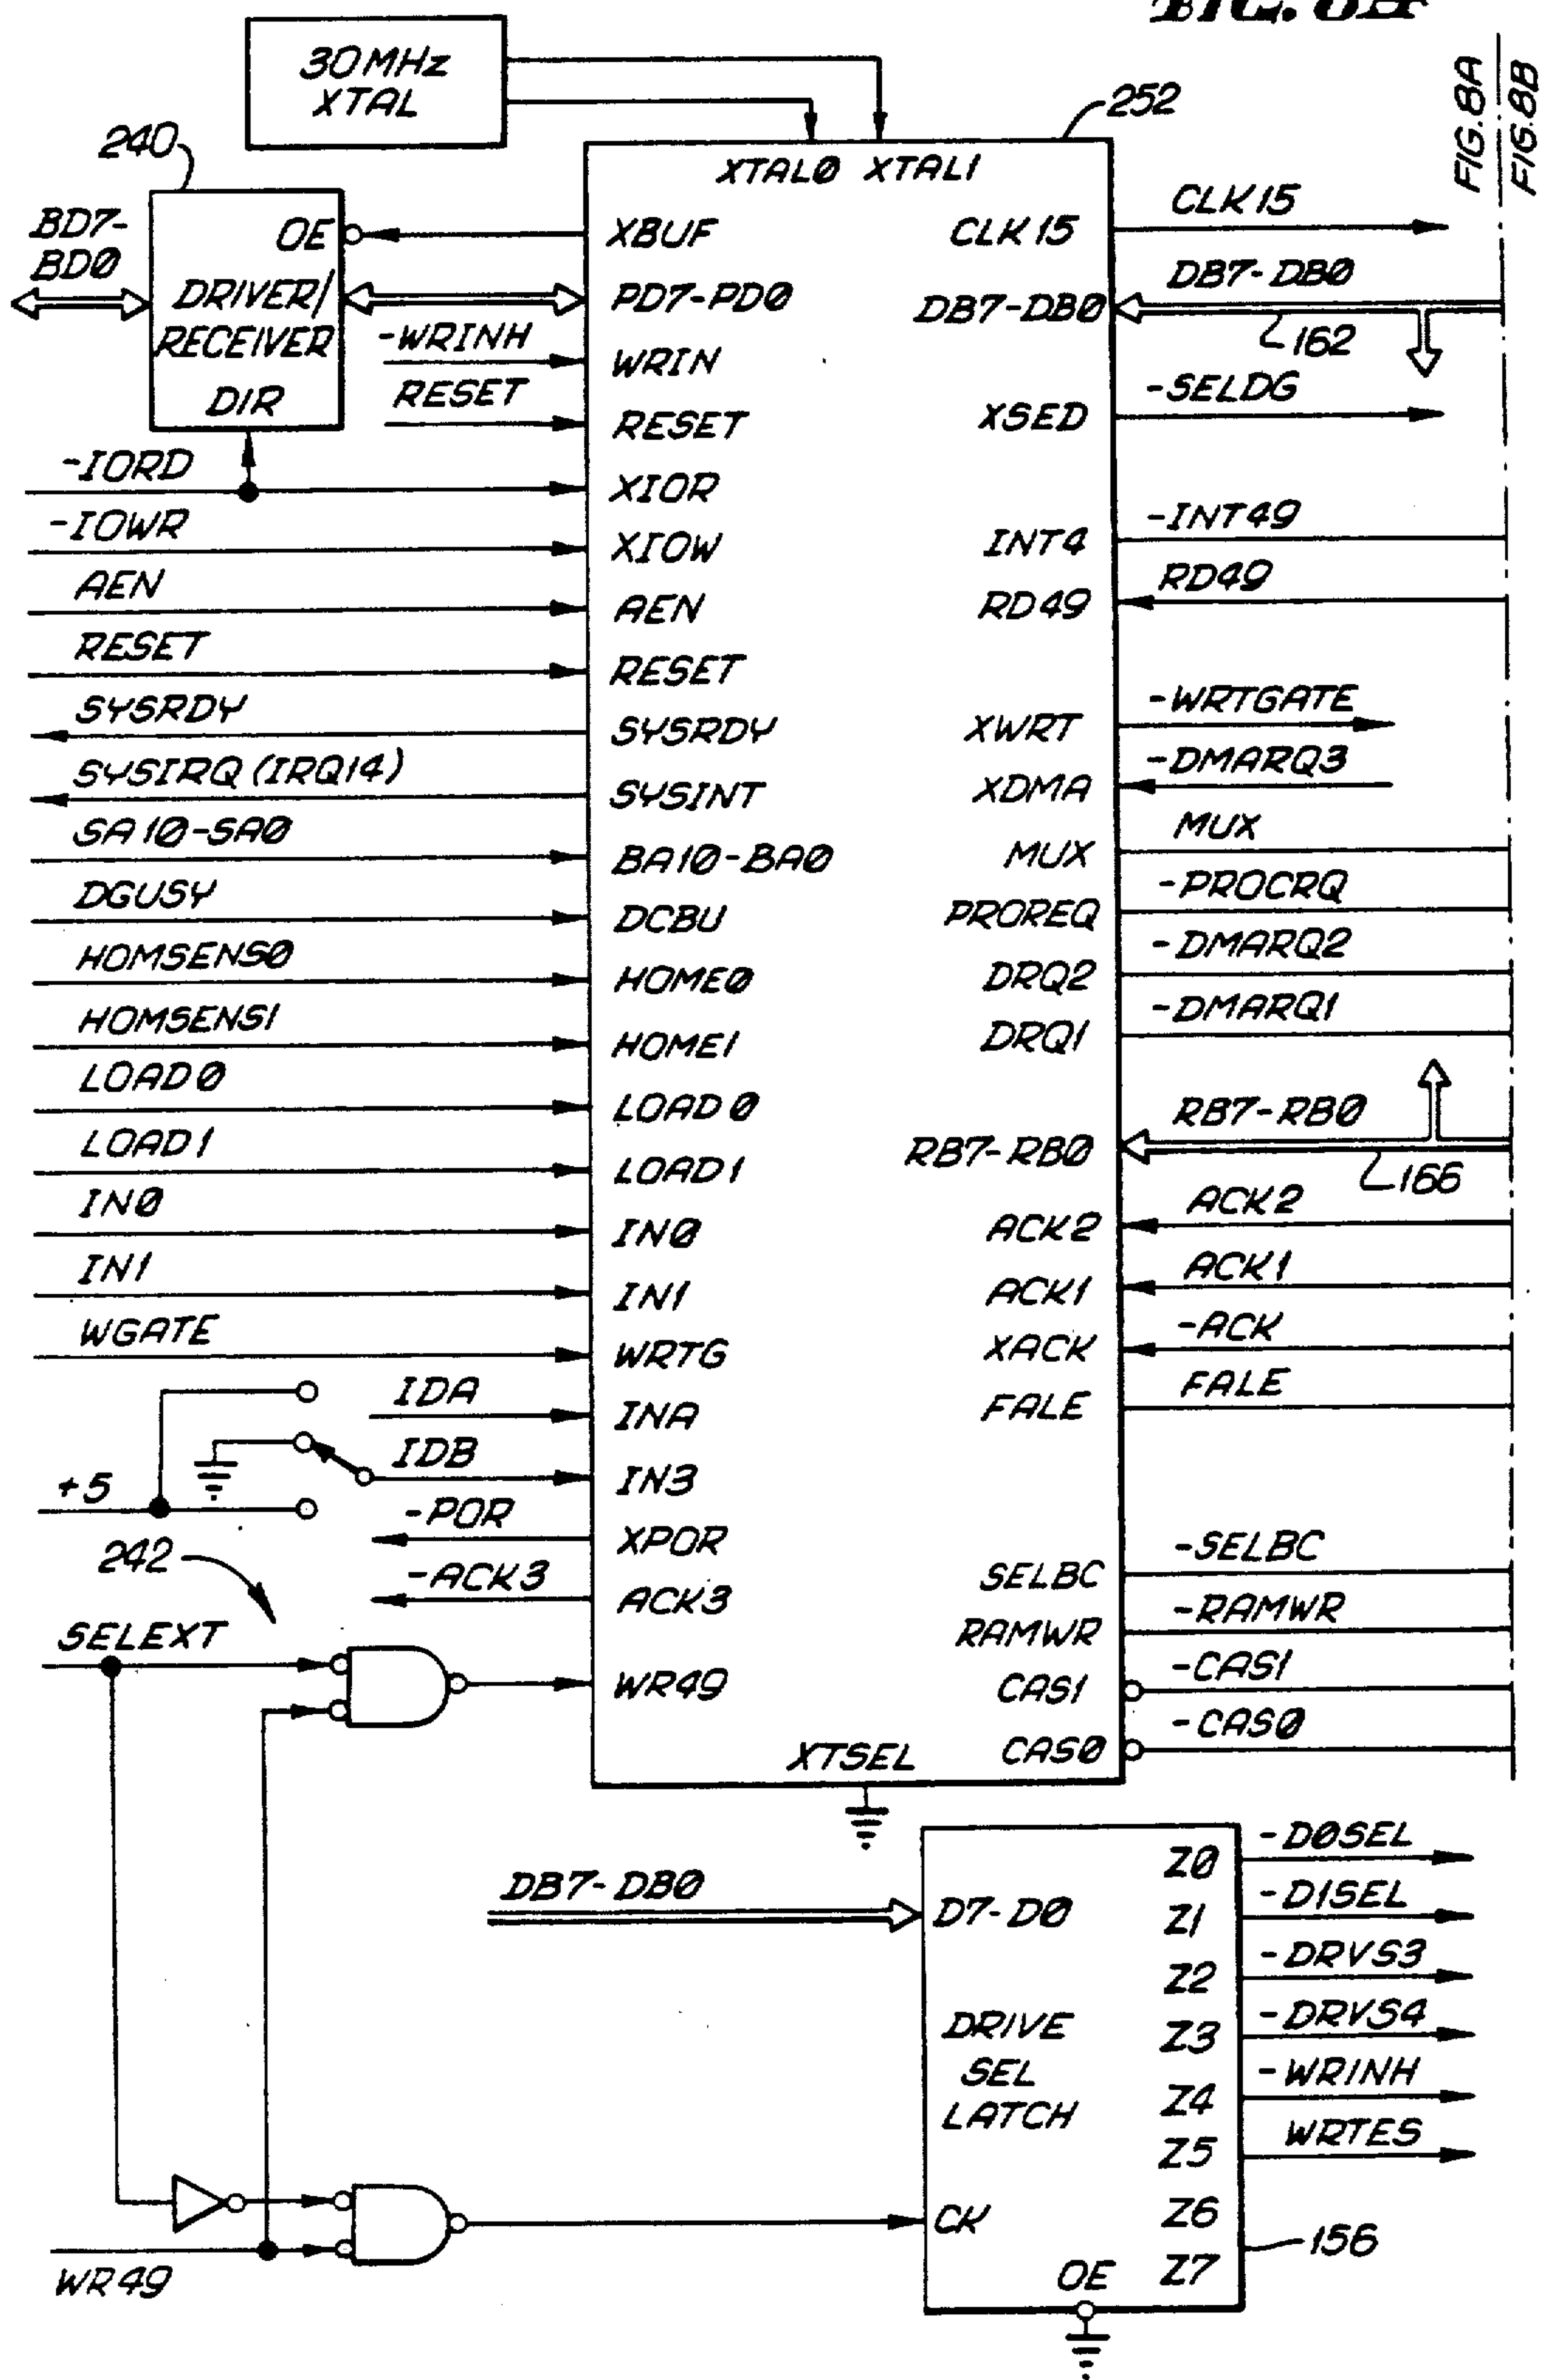 FIG. 8A
30MHz
XTAL
FIG.8A
FIG.8B
252
240
XTAL0 XTAL1
BD7-
BD0
OE
DRIVER/
RECEIVER
DIR
XBUF
CLK15
CLK15
PD7-PD0
DB7-DB0
DB7-DB0
162
-WRINH
WRIN
RESET
RESET
XSED
-SELDG
-IORD
XIOR
-IOWR
XIOW
INT4
-INT49
AEN
AEN
RD49
RD49
RESET
RESET
SYSRDY
SYSRDY
XWRT
-WRTGATE
SYSIRQ (IRQ14)
SYSINT
XDMA
-DMARQ3
SA10-SA0
BA10-BA0
MUX
MUX
DGUSY
DCBU
PROREQ
-PROCRQ
HOMSENS0
HOME0
DRQ2
-DMARQ2
HOMSENS1
HOME1
DRQ1
-DMARQ1
LOAD0
LOAD0
RB7-RB0
RB7-RB0
166
LOAD1
LOAD1
IN0
IN0
ACK2
ACK2
IN1
IN1
ACK1
ACK1
WGATE
WRTG
XACK
-ACK
IDA
INA
FALE
FALE
IDB
IN3
+5
-POR
XPOR
242
-ACK3
ACK3
SELBC
-SELBC
SELEXT
RAMWR
-RAMWR
WR49
CAS1
-CAS1
XTSEL
CAS0
-CAS0
DB7-DB0
D7-D0
DRIVE
SEL
LATCH
CK
OE
Z0
-D0SEL
Z1
-D1SEL
Z2
-DRVS3
Z3
-DRVS4
Z4
-WRINH
Z5
WRTES
Z6
Z7
156
WR49